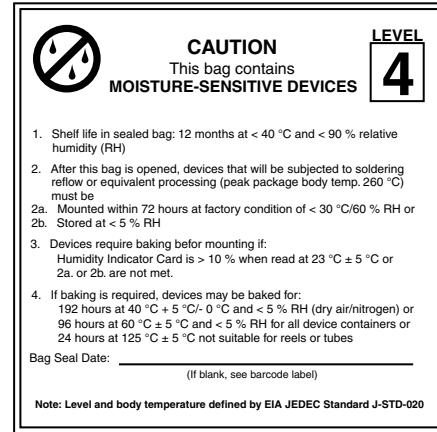 LEVEL
4
CAUTION
This bag contains
MOISTURE-SENSITIVE DEVICES
1. Shelf life in sealed bag: 12 months at < 40 °C and < 90 % relative
humidity (RH)
2. After this bag is opened, devices that will be subjected to soldering
reflow or equivalent processing (peak package body temp. 260 °C)
must be
2a. Mounted within 72 hours at factory condition of < 30 °C/60 % RH or
2b. Stored at < 5 % RH
3. Devices require baking befor mounting if:
Humidity Indicator Card is > 10 % when read at 23 °C ± 5 °C or
2a. or 2b. are not met.
4. If baking is required, devices may be baked for:
192 hours at 40 °C + 5 °C/- 0 °C and < 5 % RH (dry air/nitrogen) or
96 hours at 60 °C ± 5 °C and < 5 % RH for all device containers or
24 hours at 125 °C ± 5 °C not suitable for reels or tubes
Bag Seal Date:
(If blank, see barcode label)
Note: Level and body temperature defined by EIA JEDEC Standard J-STD-020